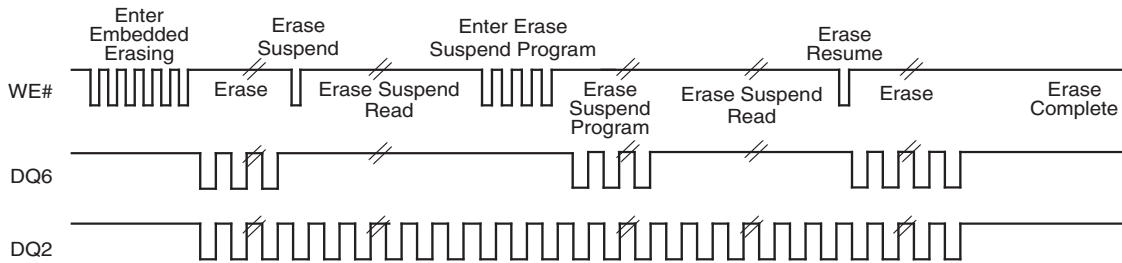 Enter
Embedded
Erasing
Erase
Suspend
Enter Erase
Suspend Program
Erase
Resume
WE#
Erase
Erase Suspend
Read
Erase
Suspend
Program
Erase Suspend
Read
Erase
Erase
Complete
DQ6
DQ2